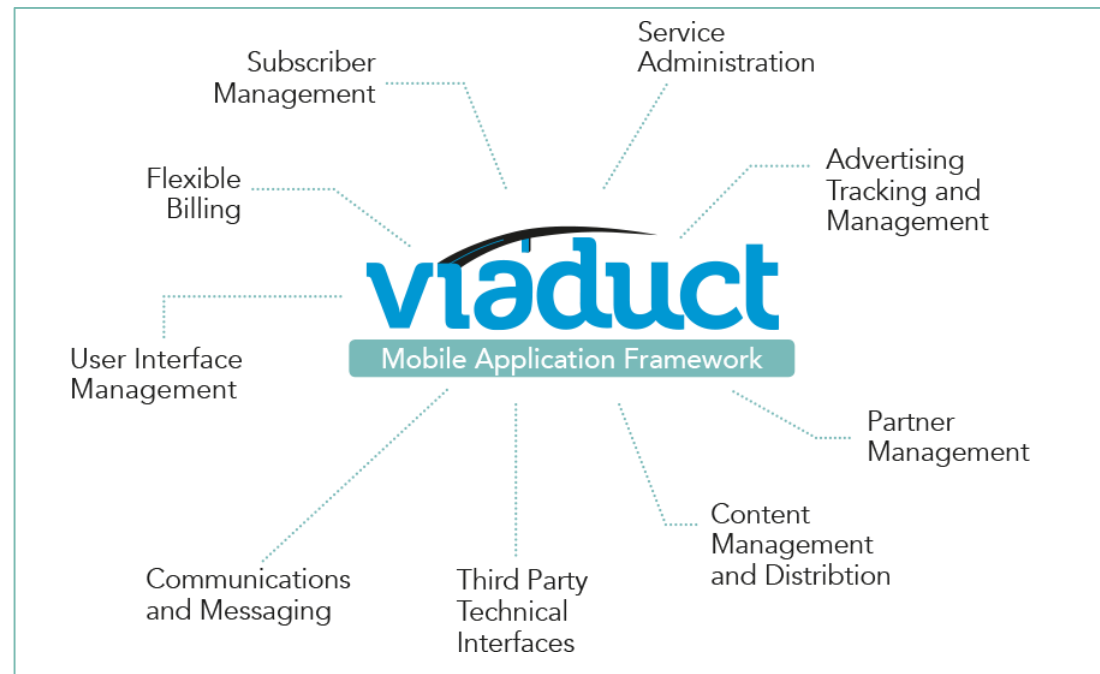 Service
Administration
Subscriber
Management
Advertising
Tracking and
Management
Flexible
Billing
viaduct
Mobile Application Framework
User Interface
Management
Partner
Management
Content
Management
and Distribtion
Communications
and Messaging
Third Party
Technical
Interfaces